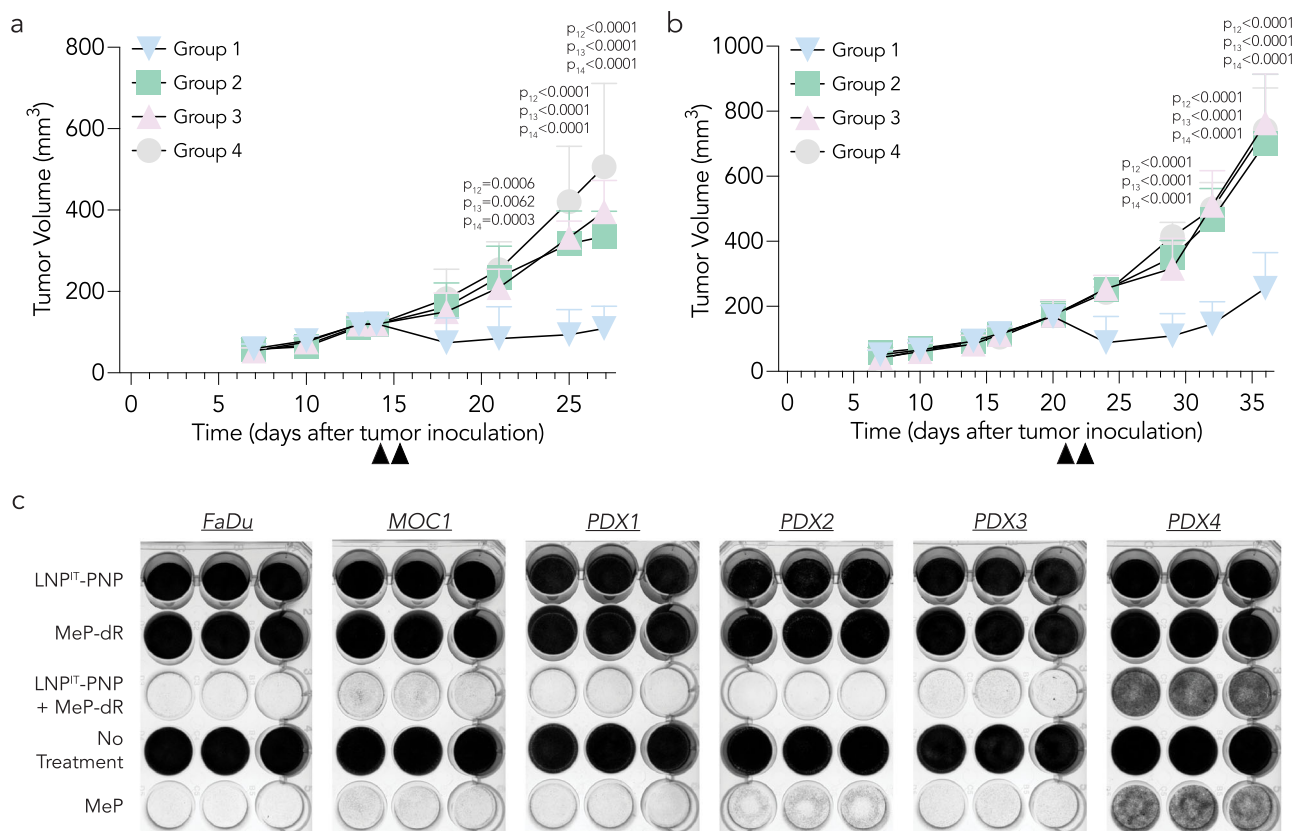 a
800
600
400
200
0
Tumor Volume (mm³)
Group 1
Group 2
Group 3
Group 4
p₁₂=0.0006
p₁₃=0.0062
p₁₄=0.0003
p₁₂<0.0001
p₁₃<0.0001
p₁₄<0.0001
p₁₂<0.0001
p₁₃<0.0001
p₁₄<0.0001
0 5 10 15 20 25
Time (days after tumor inoculation)
b
1000
800
600
400
200
0
Tumor Volume (mm³)
Group 1
Group 2
Group 3
Group 4
p₁₂<0.0001
p₁₃<0.0001
p₁₄<0.0001
p₁₂<0.0001
p₁₃<0.0001
p₁₄<0.0001
p₁₂<0.0001
p₁₃<0.0001
p₁₄<0.0001
0 5 10 15 20 25 30 35
Time (days after tumor inoculation)
c
FaDu MOC1 PDX1 PDX2 PDX3 PDX4
LNPᴵᵀ-PNP
MeP-dR
LNPᴵᵀ-PNP
+ MeP-dR
No
Treatment
MeP